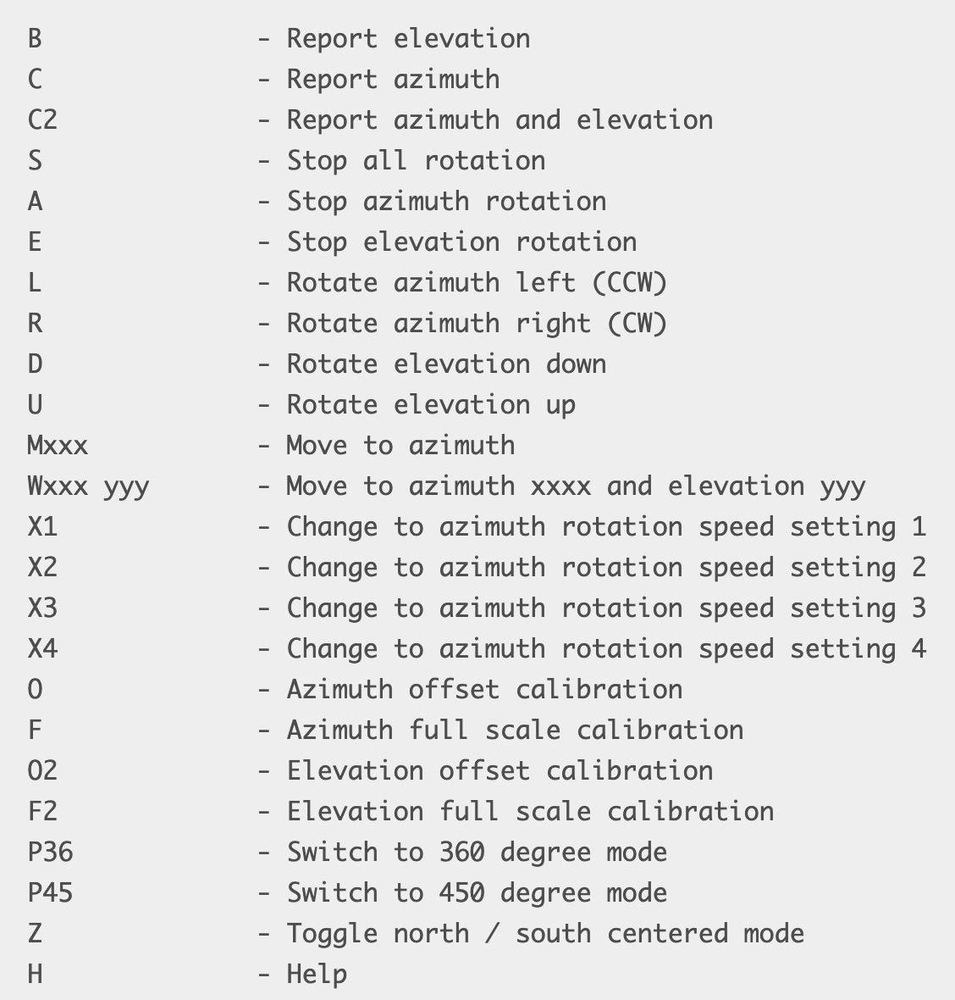 B - Report elevation
C - Report azimuth
C2 - Report azimuth and elevation
S - Stop all rotation
A - Stop azimuth rotation
E - Stop elevation rotation
L - Rotate azimuth left (CCW)
R - Rotate azimuth right (CW)
D - Rotate elevation down
U - Rotate elevation up
Mxxx - Move to azimuth
Wxxx yyy - Move to azimuth xxxx and elevation yyy
X1 - Change to azimuth rotation speed setting 1
X2 - Change to azimuth rotation speed setting 2
X3 - Change to azimuth rotation speed setting 3
X4 - Change to azimuth rotation speed setting 4
O - Azimuth offset calibration
F - Azimuth full scale calibration
O2 - Elevation offset calibration
F2 - Elevation full scale calibration
P36 - Switch to 360 degree mode
P45 - Switch to 450 degree mode
Z - Toggle north / south centered mode
H - Help